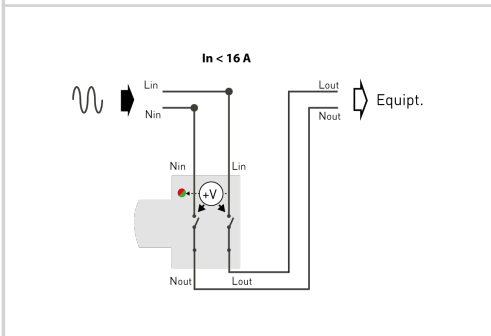 In < 16 A
Lin
Lout
Equipt.
Nin
Nout
Nin
Lin
+V
Nout
Lout